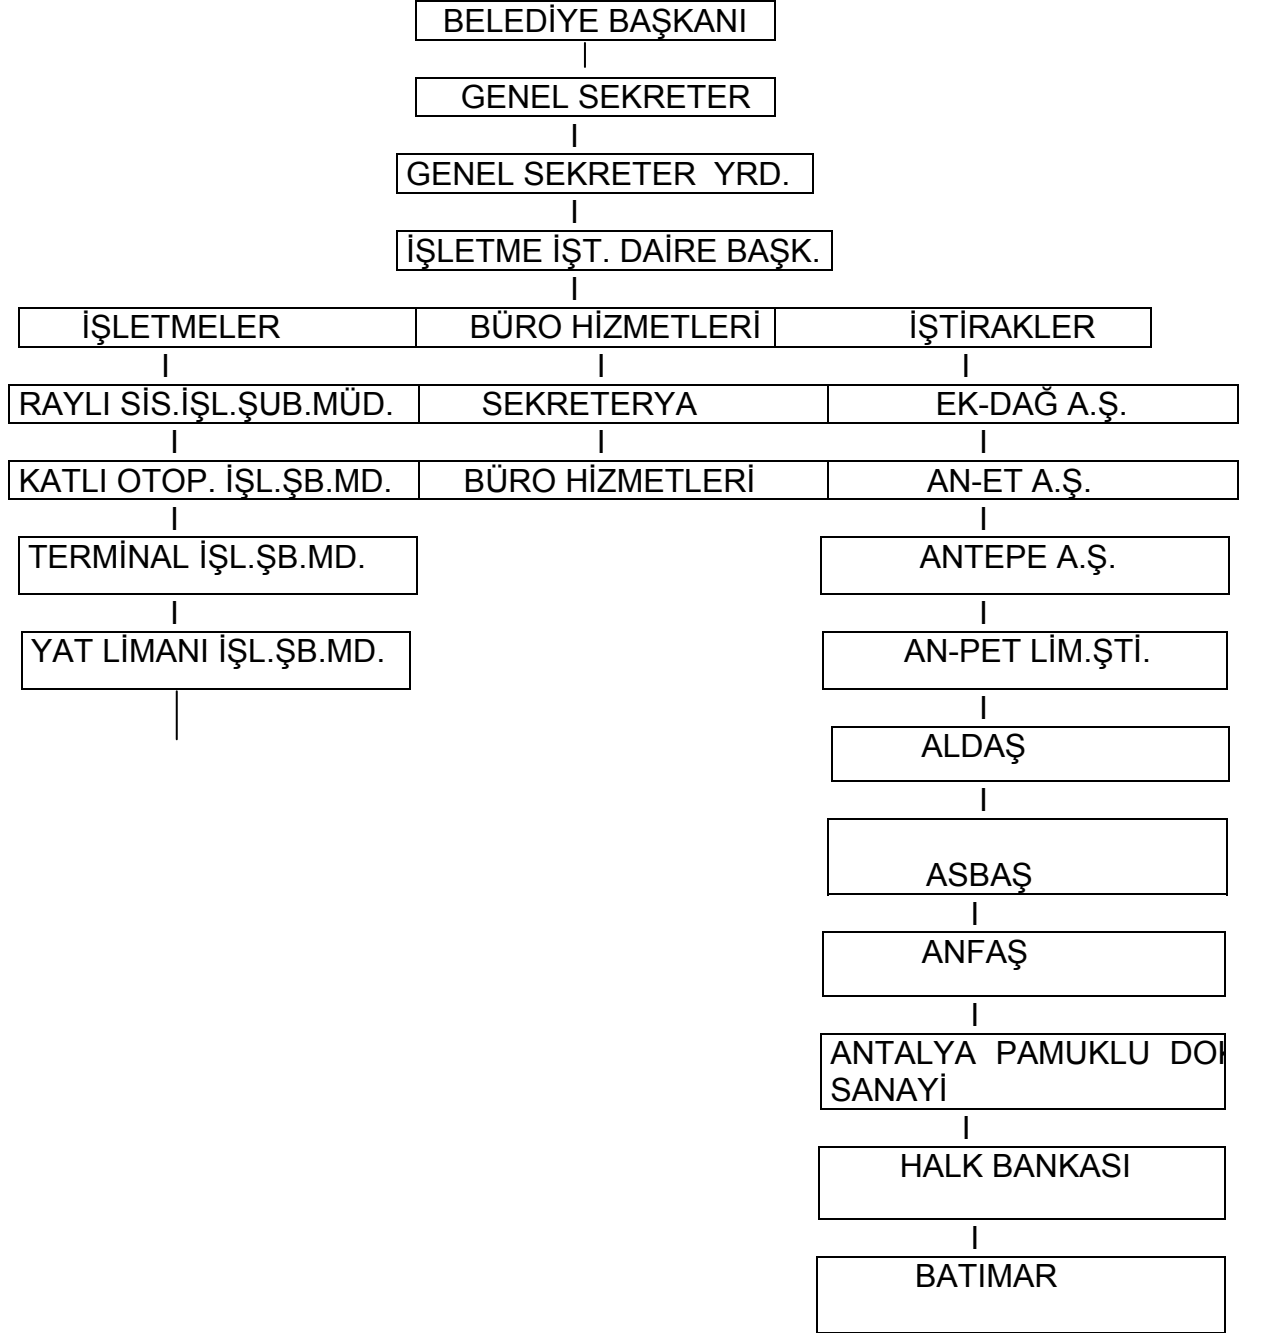 BELEDİYE BAŞKANI
GENEL SEKRETER
GENEL SEKRETER YRD.
İŞLETME İŞT. DAİRE BAŞK.
İŞLETMELER BÜRO HİZMETLERİ İŞTİRAKLER
RAYLI SİS.İŞL.ŞUB.MÜD. SEKRETERYA EK-DAĞ A.Ş.
KATLI OTOP. İŞL.ŞB.MD. BÜRO HİZMETLERİ AN-ET A.Ş.
TERMİNAL İŞL.ŞB.MD. ANTEPE A.Ş.
YAT LİMANI İŞL.ŞB.MD. AN-PET LİM.ŞTİ.
ALDAŞ
ASBAŞ
ANFAŞ
ANTALYA PAMUKLU
SANAYİ
HALK BANKASI
BATIMAR